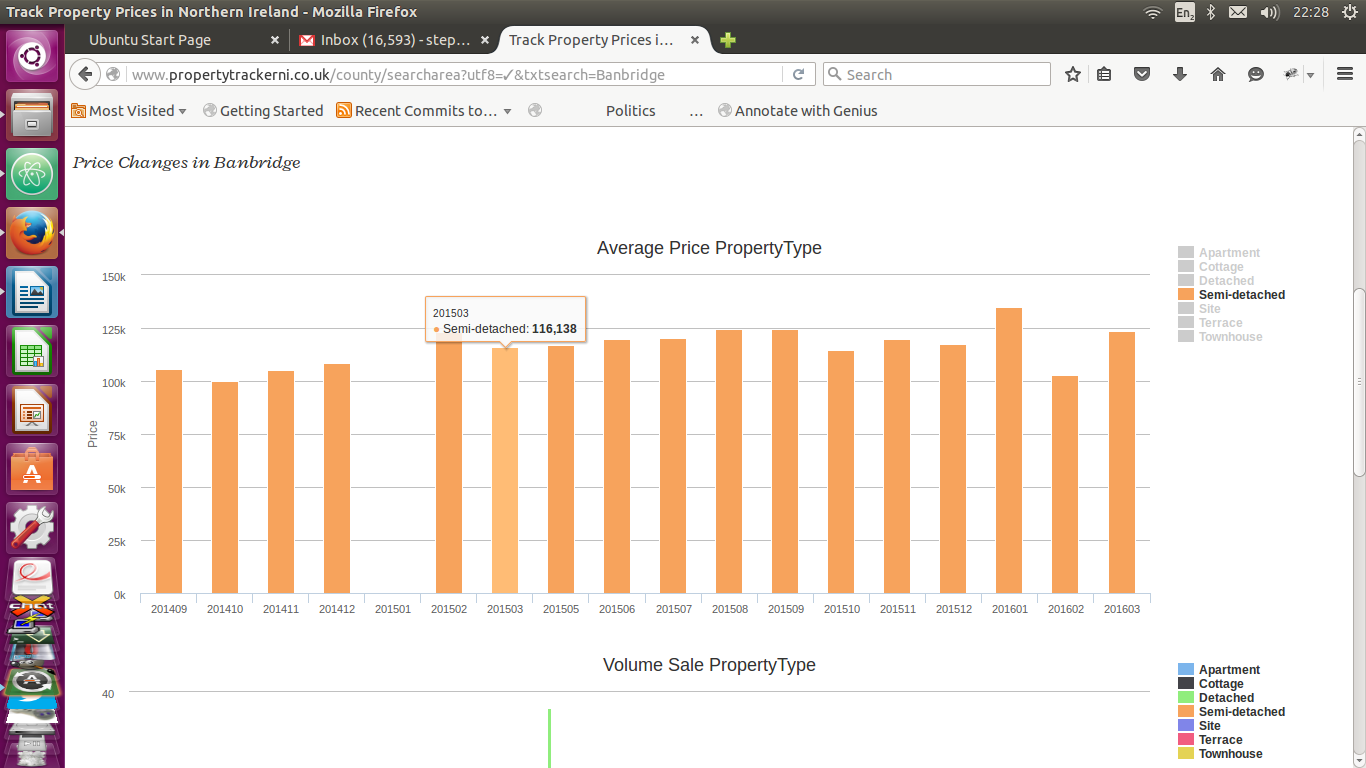 Track Property Prices in Northern Ireland - Mozilla Firefox
En2
22:28
Ubuntu Start Page
Inbox (16,593) - step…
Track Property Prices i…
www.propertytrackerni.co.uk/county/searcharea?utf8=✓&txtsearch=Banbridge
Search
Most Visited
Getting Started
Recent Commits to…
Politics
…
Annotate with Genius
Price Changes in Banbridge
Average Price PropertyType
Apartment
Cottage
Detached
Semi-detached
Site
Terrace
Townhouse
150k
125k
100k
75k
50k
25k
0k
Price
201503
Semi-detached: 116,138
201409 201410 201411 201412 201501 201502 201503 201505 201506 201507 201508 201509 201510 201511 201512 201601 201602 201603
Volume Sale PropertyType
40
Apartment
Cottage
Detached
Semi-detached
Site
Terrace
Townhouse